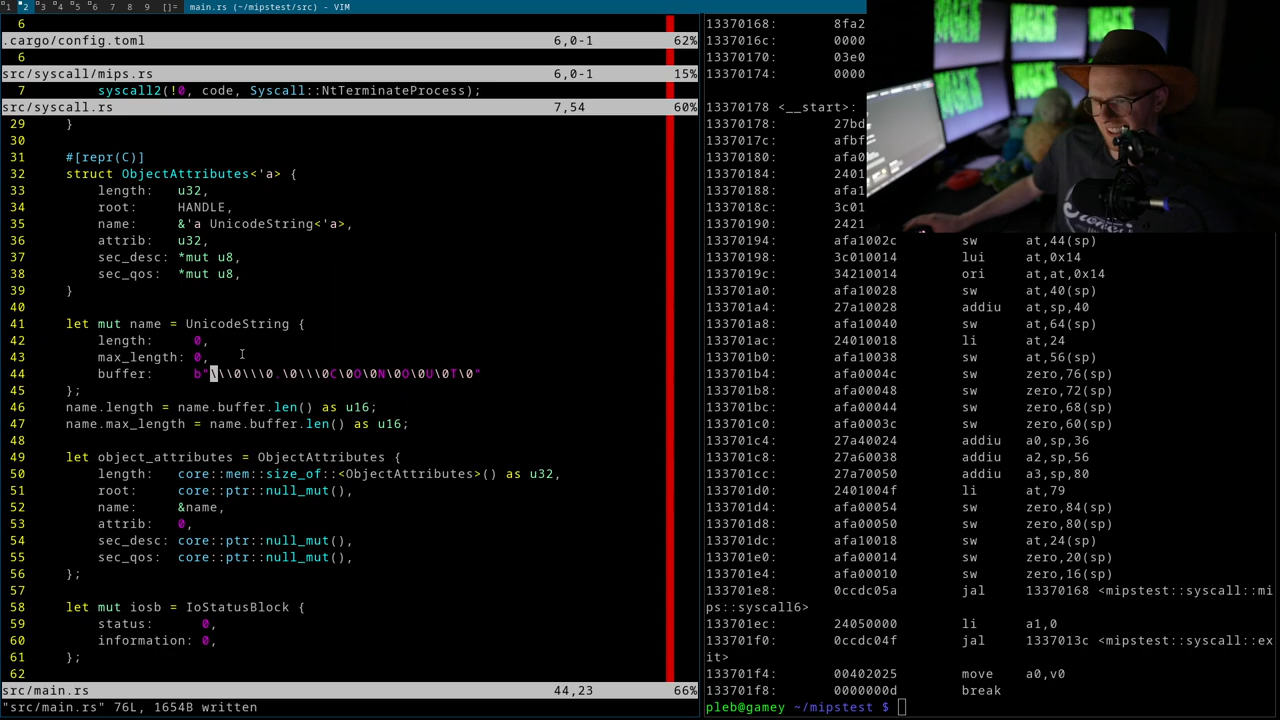 1 2 3 4 5 6 7 8 9 []= main.rs (~/mipstest/src) - VIM
6
.cargo/config.toml 6,0-1 62%
6
src/syscall/mips.rs 6,0-1 15%
7 syscall2(!0, code, Syscall::NtTerminateProcess);
src/syscall.rs 7,54 60%
29 }
30
31 #[repr(C)]
32 struct ObjectAttributes<'a> {
33 length: u32,
34 root: HANDLE,
35 name: &'a UnicodeString<'a>,
36 attrib: u32,
37 sec_desc: *mut u8,
38 sec_qos: *mut u8,
39 }
40
41 let mut name = UnicodeString {
42 length: 0,
43 max_length: 0,
44 buffer: b"\\\0\\\0.\0\\\0C\0O\0N\0O\0U\0T\0"
45 };
46 name.length = name.buffer.len() as u16;
47 name.max_length = name.buffer.len() as u16;
48
49 let object_attributes = ObjectAttributes {
50 length: core::mem::size_of::<ObjectAttributes>() as u32,
51 root: core::ptr::null_mut(),
52 name: &name,
53 attrib: 0,
54 sec_desc: core::ptr::null_mut(),
55 sec_qos: core::ptr::null_mut(),
56 };
57
58 let mut iosb = IoStatusBlock {
59 status: 0,
60 information: 0,
61 };
62
src/main.rs 44,23 66%
"src/main.rs" 76L, 1654B written
13370168: 8fa2
1337016c: 0000
13370170: 03e0
13370174: 0000
13370178 <__start>:
13370178: 27bd
1337017c: afbf
13370180: afa0
13370184: 2401
13370188: afa1
1337018c: 3c01
13370190: 2421
13370194: afa1002c sw at,44(sp)
13370198: 3c010014 lui at,0x14
1337019c: 34210014 ori at,at,0x14
133701a0: afa10028 sw at,40(sp)
133701a4: 27a10028 addiu at,sp,40
133701a8: afa10040 sw at,64(sp)
133701ac: 24010018 li at,24
133701b0: afa10038 sw at,56(sp)
133701b4: afa0004c sw zero,76(sp)
133701b8: afa00048 sw zero,72(sp)
133701bc: afa00044 sw zero,68(sp)
133701c0: afa0003c sw zero,60(sp)
133701c4: 27a40024 addiu a0,sp,36
133701c8: 27a60038 addiu a2,sp,56
133701cc: 27a70050 addiu a3,sp,80
133701d0: 2401004f li at,79
133701d4: afa00054 sw zero,84(sp)
133701d8: afa00050 sw zero,80(sp)
133701dc: afa10018 sw at,24(sp)
133701e0: afa00014 sw zero,20(sp)
133701e4: afa00010 sw zero,16(sp)
133701e8: 0ccdc05a jal 13370168 <mipstest::syscall::mi
ps::syscall6>
133701ec: 24050000 li a1,0
133701f0: 0ccdc04f jal 1337013c <mipstest::syscall::ex
it>
133701f4: 00402025 move a0,v0
133701f8: 0000000d break
pleb@gamey ~/mipstest $